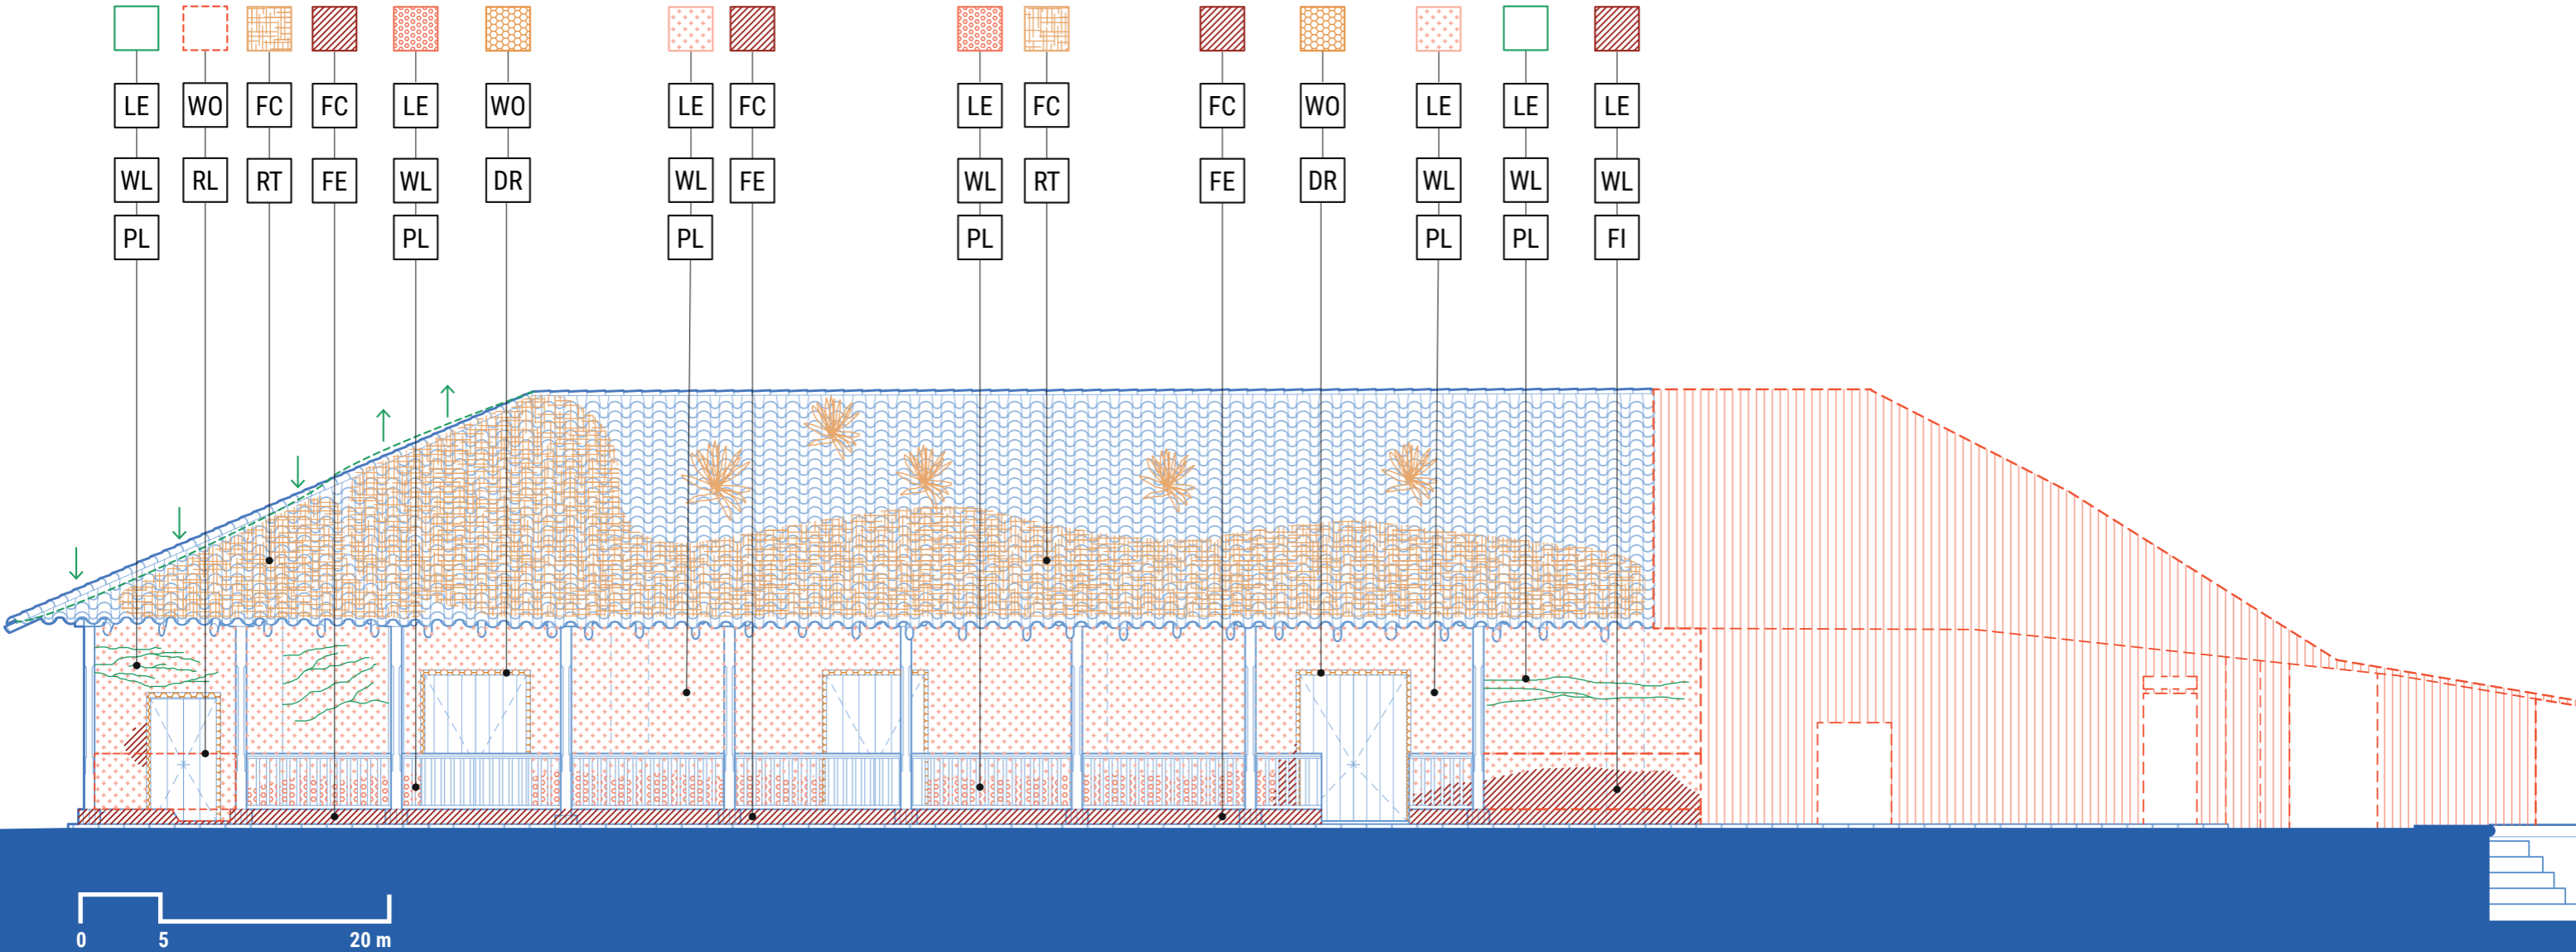 LE WO FC FC LE WO LE FC LE FC FC WO LE LE LE
WL RL RT FE WL DR WL FE WL RT FE DR WL WL WL
PL PL PL PL PL PL FI
0 5 20 m